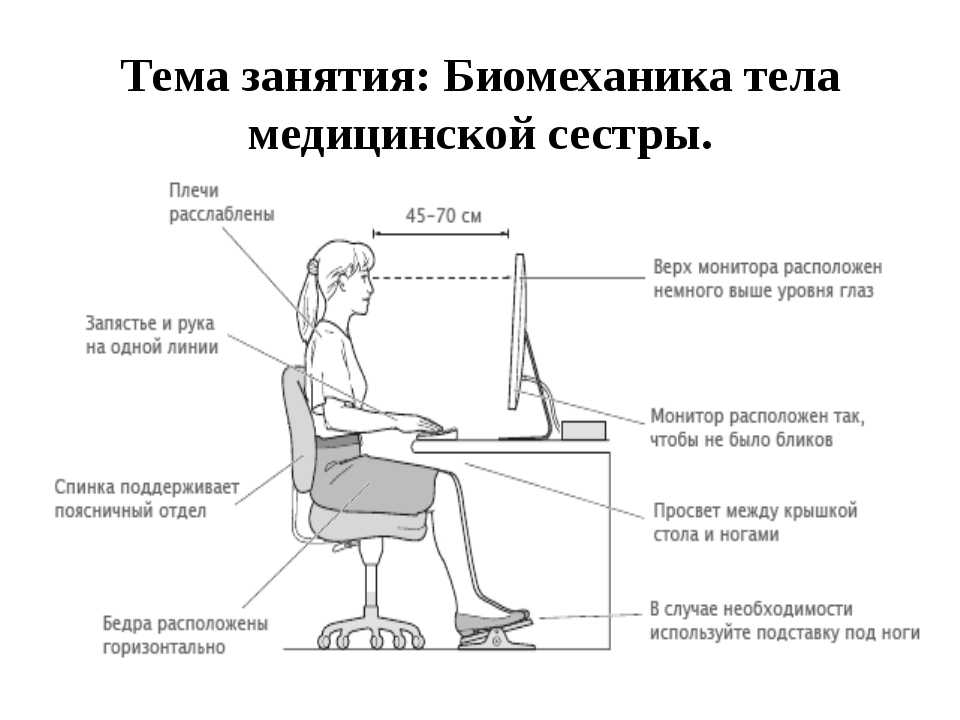 Тема занятия: Биомеханика тела
медицинской сестры.
Плечи
расслаблены
45–70 см
Верх монитора расположен
немного выше уровня глаз
Запястье и рука
на одной линии
Монитор расположен так,
чтобы не было бликов
Спинка поддерживает
поясничный отдел
Просвет между крышкой
стола и ногами
Бедра расположены
горизонтально
В случае необходимости
используйте подставку под ноги